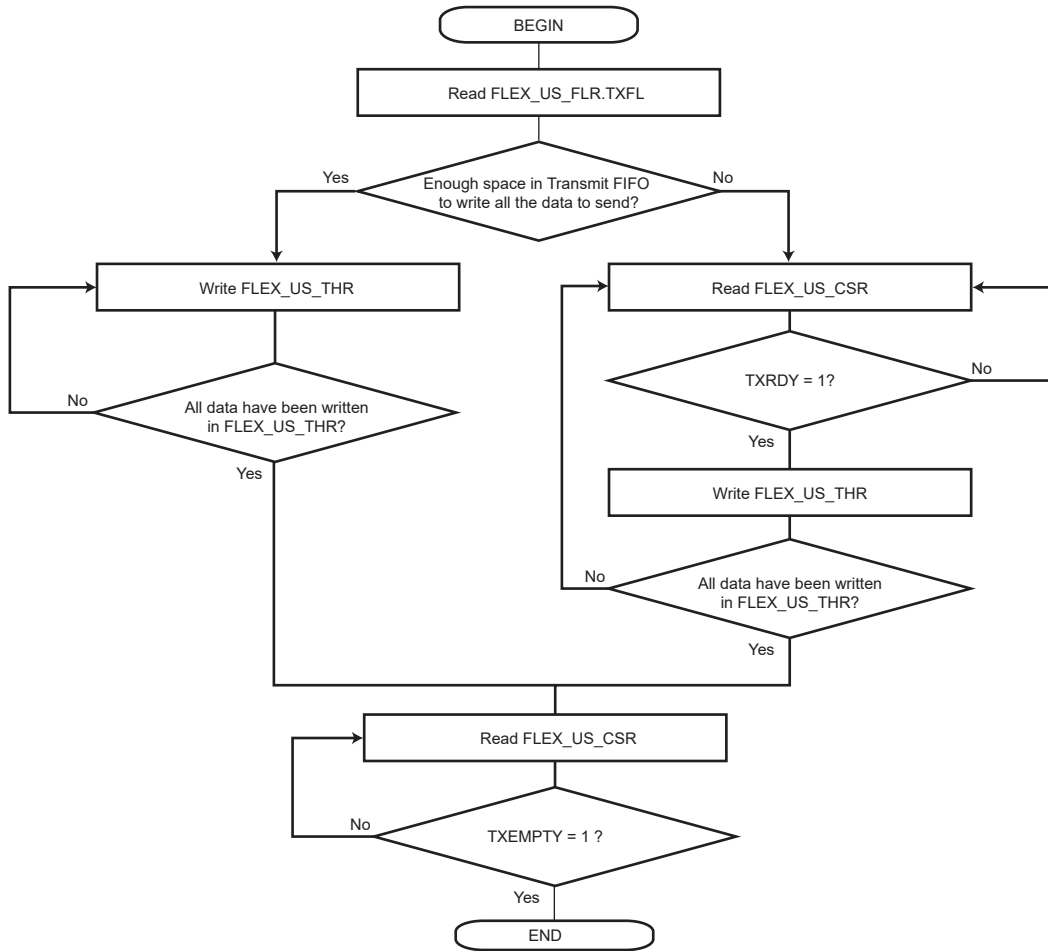 BEGIN
Read FLEX_US_FLR.TXFL
Yes
Enough space in Transmit FIFO
to write all the data to send?
No
Write FLEX_US_THR
Read FLEX_US_CSR
TXRDY = 1?
No
No
All data have been written
in FLEX_US_THR?
Yes
Yes
Write FLEX_US_THR
No
All data have been written
in FLEX_US_THR?
Yes
Read FLEX_US_CSR
No
TXEMPTY = 1 ?
Yes
END